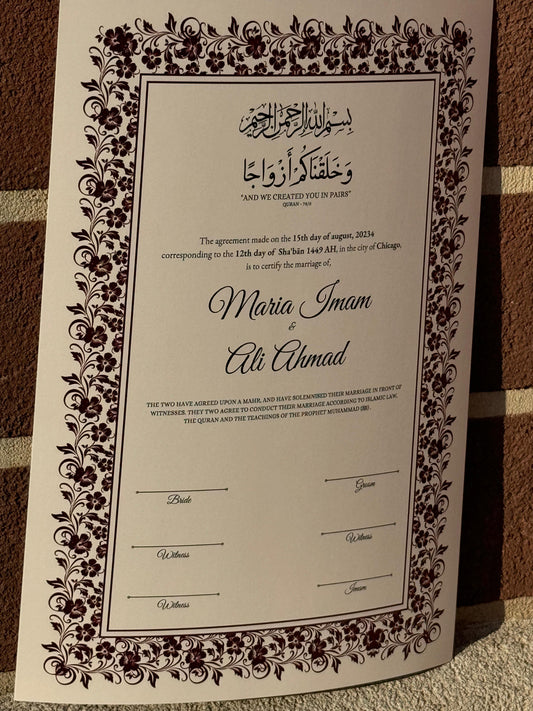 بسم الله الرحمن الرحيم
وَخَلَقْنَاكُمْ أَزْوَاجًا
"AND WE CREATED YOU IN PAIRS"
QURAN - 78/8
The agreement made on the 15th day of august, 20234
corresponding to the 12th day of Sha'bān 1449 AH, in the city of Chicago,
is to certify the marriage of,
Maria Imam
&
Ali Ahmad
THE TWO HAVE AGREED UPON A MAHR, AND HAVE SOLEMNISED THEIR MARRIAGE IN FRONT OF
WITNESSES. THEY TWO AGREE TO CONDUCT THEIR MARRIAGE ACCORDING TO ISLAMIC LAW,
THE QURAN AND THE TEACHINGS OF THE PROPHET MUHAMMAD (ﷺ).
Bride
Groom
Witness
Witness
Witness
Imam